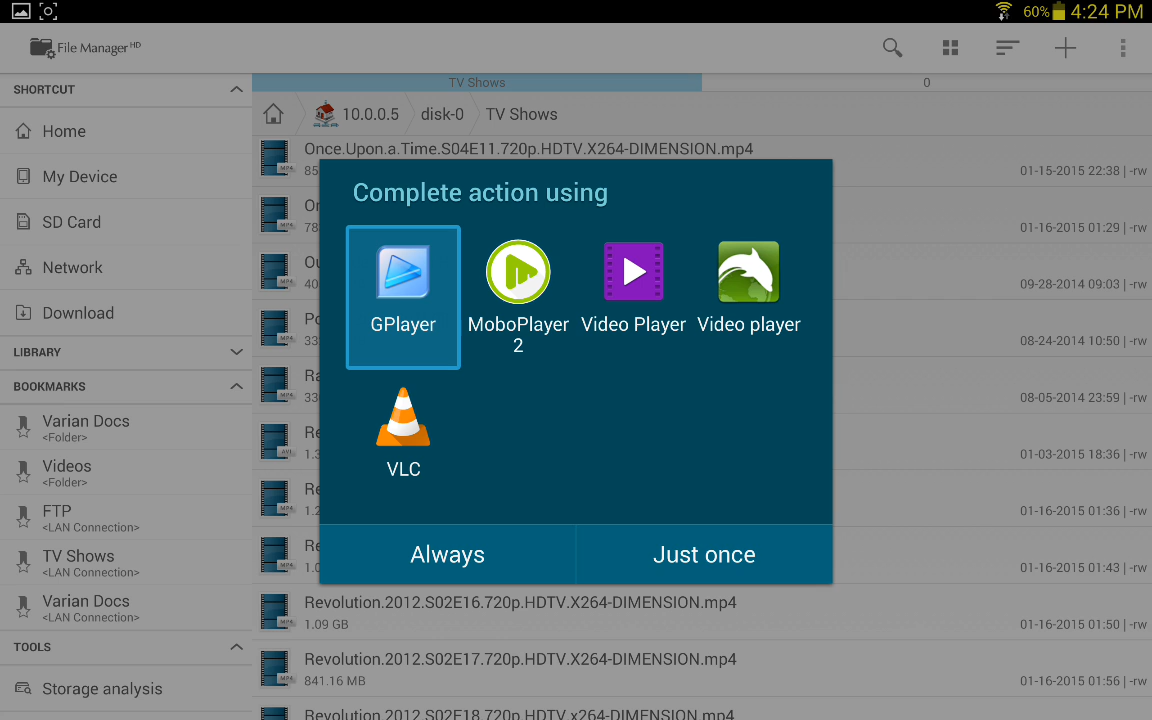 60%
4:24 PM
File Manager HD
SHORTCUT
Home
My Device
SD Card
Network
Download
LIBRARY
BOOKMARKS
Varian Docs
<Folder>
Videos
<Folder>
FTP
<LAN Connection>
TV Shows
<LAN Connection>
Varian Docs
<LAN Connection>
TOOLS
Storage analysis
TV Shows
0
10.0.0.5
disk-0
TV Shows
Once.Upon.a.Time.S04E11.720p.HDTV.X264-DIMENSION.mp4
01-15-2015 22:38 | -rw
01-16-2015 01:29 | -rw
09-28-2014 09:03 | -rw
08-24-2014 10:50 | -rw
08-05-2014 23:59 | -rw
01-03-2015 18:36 | -rw
01-16-2015 01:36 | -rw
01-16-2015 01:43 | -rw
Revolution.2012.S02E16.720p.HDTV.X264-DIMENSION.mp4
1.09 GB
01-16-2015 01:50 | -rw
Revolution.2012.S02E17.720p.HDTV.X264-DIMENSION.mp4
841.16 MB
01-16-2015 01:56 | -rw
Revolution.2012.S02E18.720p.HDTV.x264-DIMENSION.mp4
Complete action using
GPlayer
MoboPlayer
2
Video Player
Video player
VLC
Always
Just once